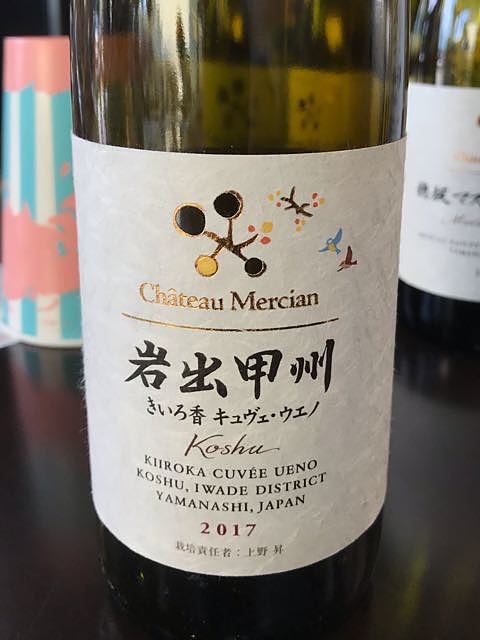 Château Mercian
岩出甲州
きいろ香 キュヴェ・ウエノ
Koshu
KIIROKA CUVÉE UENO
KOSHU, IWADE DISTRICT
YAMANASHI, JAPAN
2017
栽培責任者：上野 昇